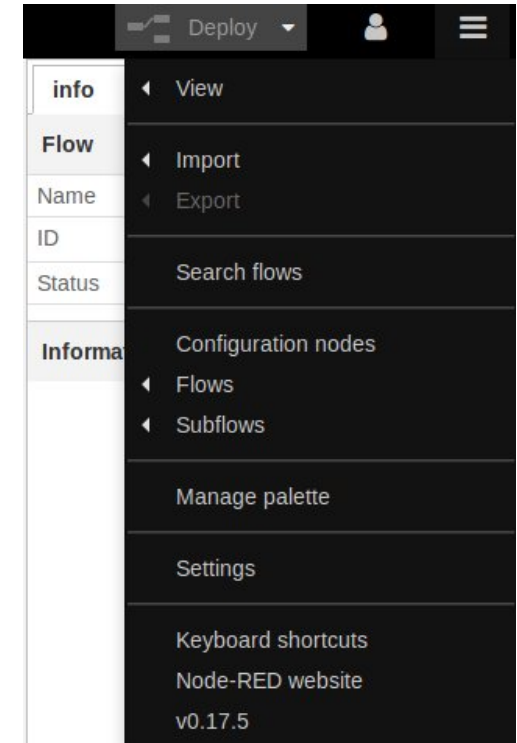 Deploy
info
View
Flow
Import
Name
Export
ID
Search flows
Status
Configuration nodes
Informa
Flows
Subflows
Manage palette
Settings
Keyboard shortcuts
Node-RED website
v0.17.5